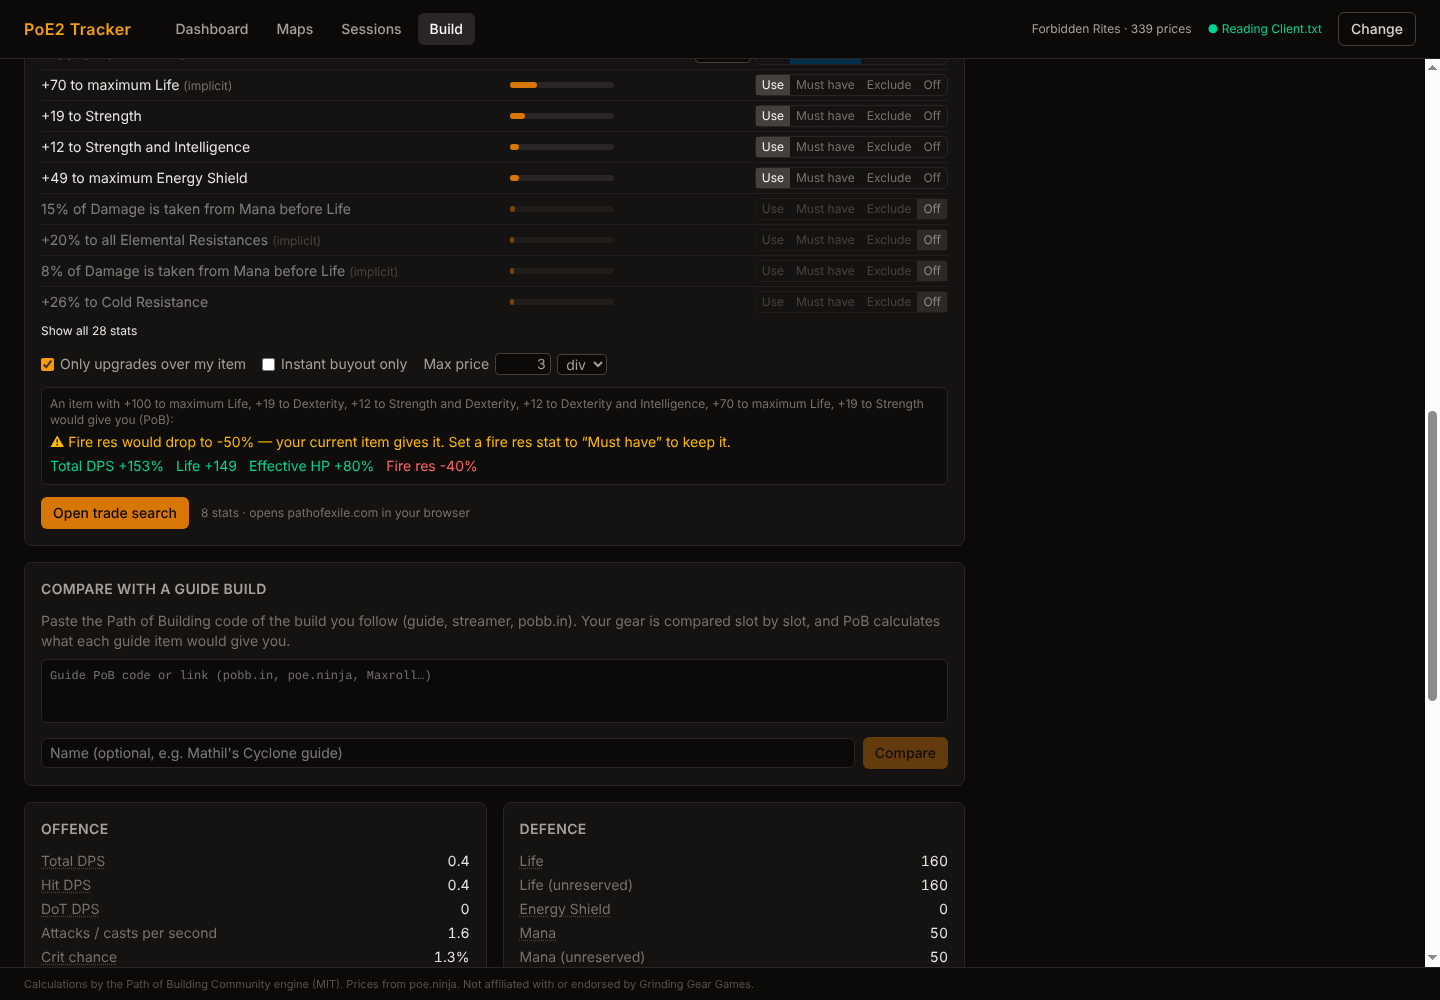 PoE2 Tracker
Dashboard
Maps
Sessions
Build
Forbidden Rites · 339 prices
Reading Client.txt
Change
+70 to maximum Life (implicit)
Use Must have Exclude Off
+19 to Strength
Use Must have Exclude Off
+12 to Strength and Intelligence
Use Must have Exclude Off
+49 to maximum Energy Shield
Use Must have Exclude Off
15% of Damage is taken from Mana before Life
Use Must have Exclude Off
+20% to all Elemental Resistances (implicit)
Use Must have Exclude Off
8% of Damage is taken from Mana before Life (implicit)
Use Must have Exclude Off
+26% to Cold Resistance
Use Must have Exclude Off
Show all 28 stats
Only upgrades over my item
Instant buyout only
Max price 3 div
An item with +100 to maximum Life, +19 to Dexterity, +12 to Strength and Dexterity, +12 to Dexterity and Intelligence, +70 to maximum Life, +19 to Strength
would give you (PoB):
⚠ Fire res would drop to -50% — your current item gives it. Set a fire res stat to “Must have” to keep it.
Total DPS +153% Life +149 Effective HP +80% Fire res -40%
Open trade search
8 stats · opens pathofexile.com in your browser
COMPARE WITH A GUIDE BUILD
Paste the Path of Building code of the build you follow (guide, streamer, pobb.in). Your gear is compared slot by slot, and PoB calculates
what each guide item would give you.
Guide PoB code or link (pobb.in, poe.ninja, Maxroll…)
Name (optional, e.g. Mathil's Cyclone guide)
Compare
OFFENCE
Total DPS 0.4
Hit DPS 0.4
DoT DPS 0
Attacks / casts per second 1.6
Crit chance 1.3%
DEFENCE
Life 160
Life (unreserved) 160
Energy Shield 0
Mana 50
Mana (unreserved) 50
Calculations by the Path of Building Community engine (MIT). Prices from poe.ninja. Not affiliated with or endorsed by Grinding Gear Games.